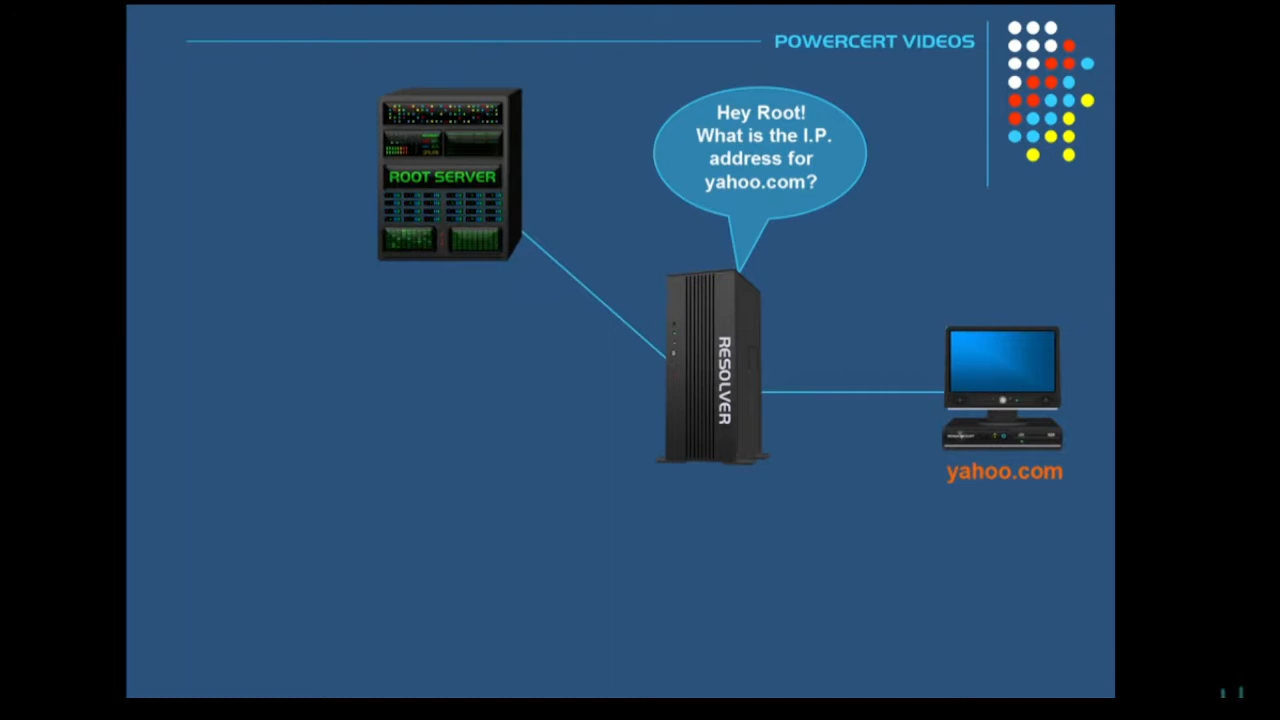 POWERCERT VIDEOS
Hey Root!
What is the I.P.
address for
yahoo.com?
ROOT SERVER
RESOLVER
yahoo.com